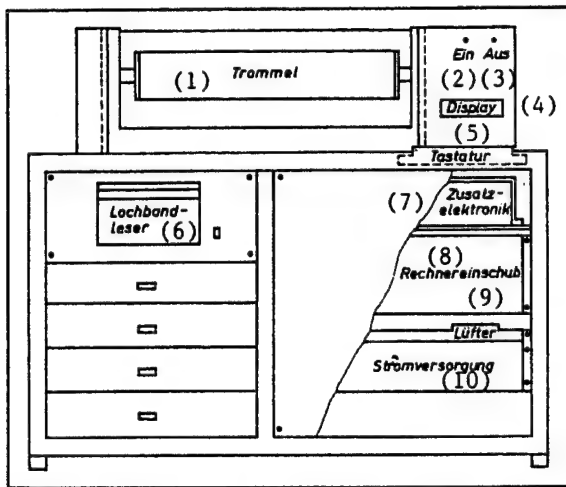 Ein Aus
(1) Trommel
(2) (3)
Display (4)
(5)
Tastatur
(7) Zusatz-
elektronik
Lochband-
leser (6)
(8)
Rechnereinschub
(9)
Lüfter
Stromversorgung
(10)